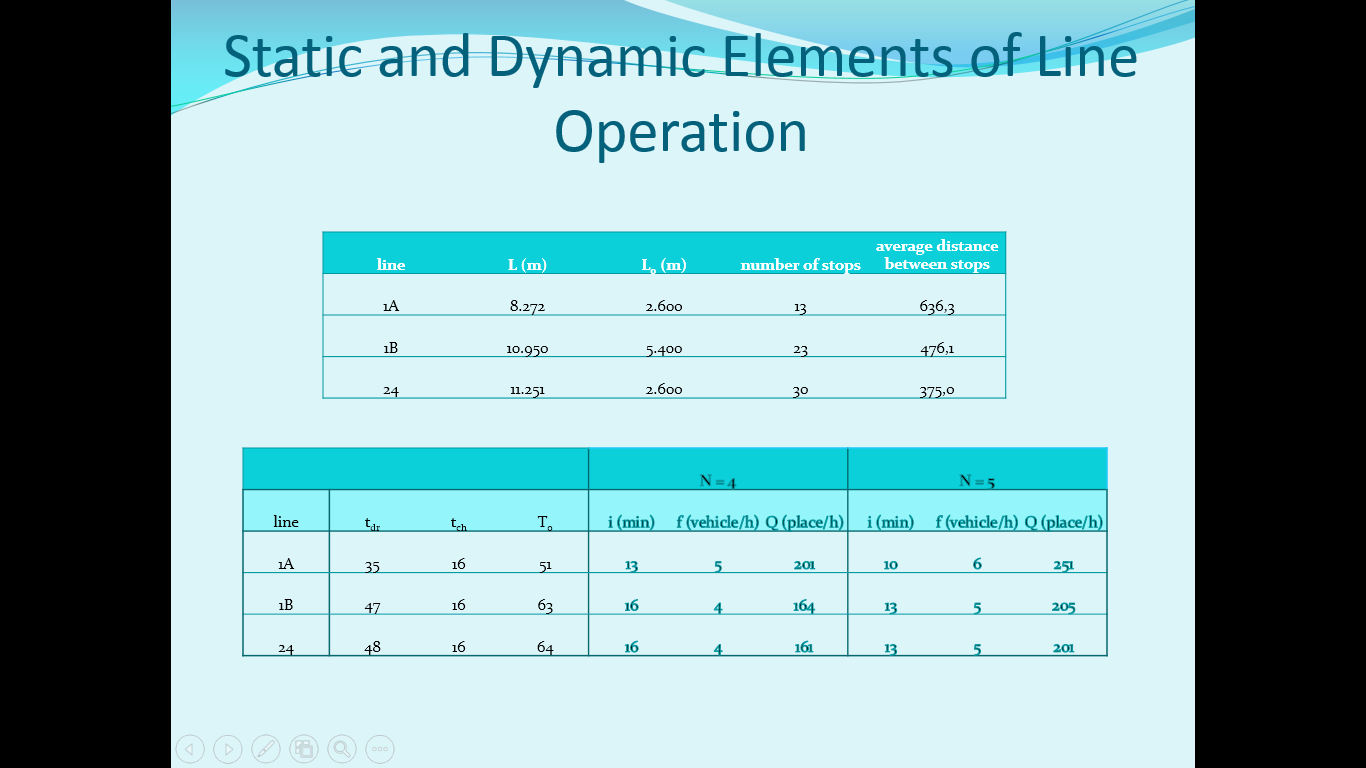 Static and Dynamic Elements of Line
Operation
line L (m) Lo (m) number of stops average distance between stops
1A 8.272 2.600 13 636,3
1B 10.950 5.400 23 476,1
24 11.251 2.600 30 375,0
N = 4 N = 5
line tdr tch To i (min) f (vehicle/h) Q (place/h) i (min) f (vehicle/h) Q (place/h)
1A 35 16 51 13 5 201 10 6 251
1B 47 16 63 16 4 164 13 5 205
24 48 16 64 16 4 161 13 5 201